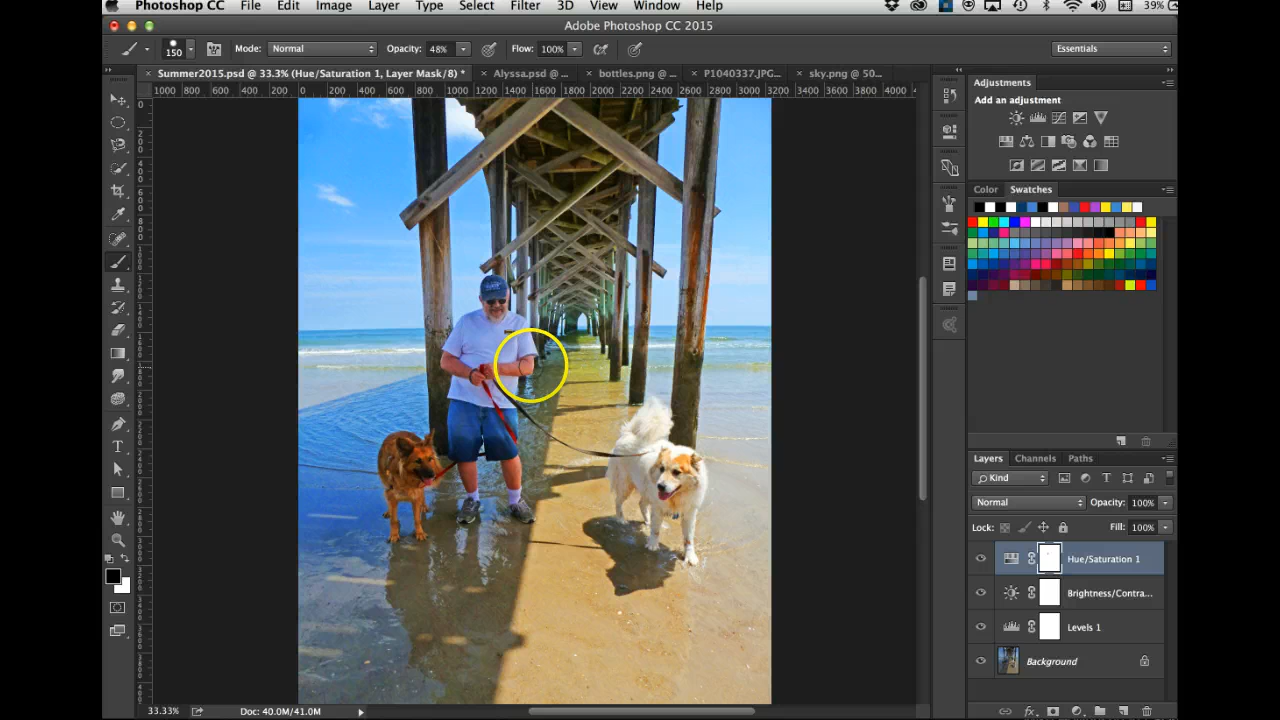 Photoshop CC File Edit Image Layer Type Select Filter 3D View Window Help 39%
Adobe Photoshop CC 2015
150 Mode: Normal Opacity: 48% Flow: 100% Essentials
× Summer2015.psd @ 33.3% (Hue/Saturation 1, Layer Mask/8) * × Alyssa.psd @ ... × bottles.png @ ... × P1040337.JPG... × sky.png @ 50...
1000 800 600 400 200 0 200 400 600 800 1000 1200 1400 1600 1800 2000 2200 2400 2600 2800 3000 3200 3400 3600 3800 4000
Adjustments
Add an adjustment
Color Swatches
Layers Channels Paths
Kind
Normal Opacity: 100%
Lock: Fill: 100%
Hue/Saturation 1
Brightness/Contra...
Levels 1
Background
33.33% Doc: 40.0M/41.0M